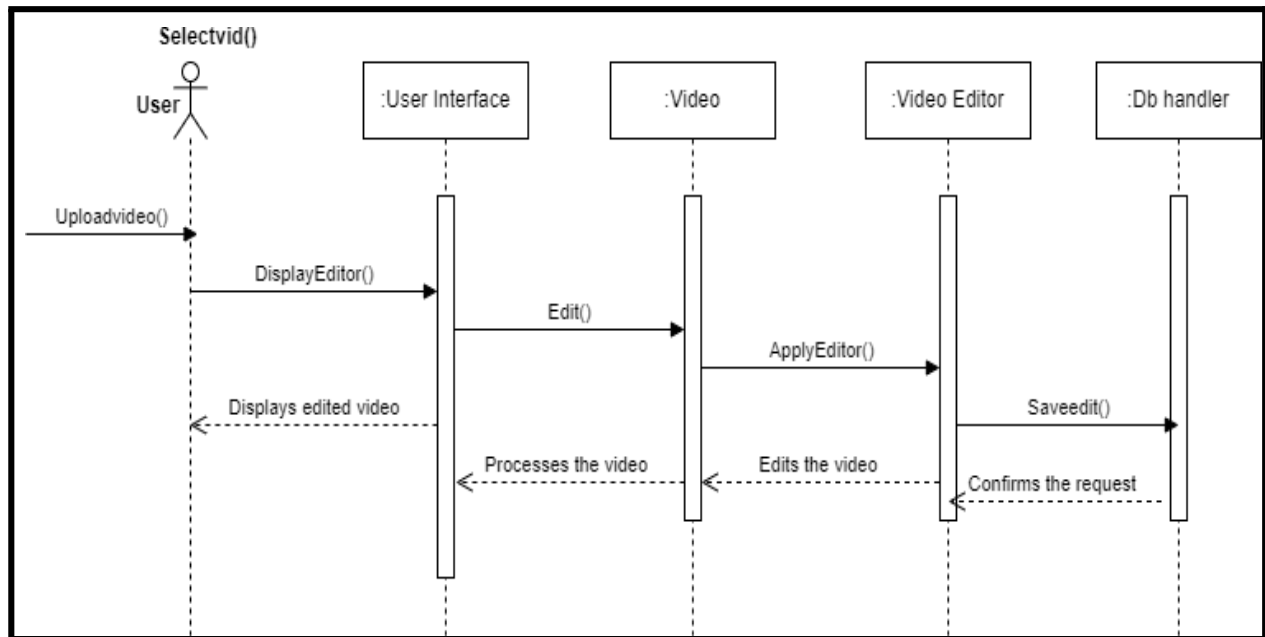 Selectvid()
User
:User Interface
:Video
:Video Editor
:Db handler
Uploadvideo()
DisplayEditor()
Edit()
ApplyEditor()
Displays edited video
Saveedit()
Processes the video
Edits the video
Confirms the request